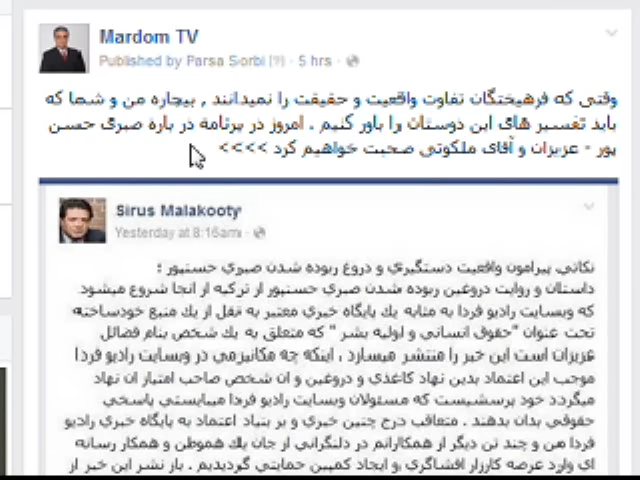 Mardom TV
Published by Parsa Sorbi [?] · 5 hrs ·
وقتی که فرهیختگان تفاوت واقعیت و حقیقت را نمیدانند , بیچاره من و شما که
باید تفسیر های این دوستان را باور کنیم . امروز در برنامه در باره صبری حسن
پور - عزیزان و آقای ملکوتی صحبت خواهیم کرد >>>>
Sirus Malakooty
Yesterday at 8:16am ·
نکاتی پیرامون واقعیت دستگیری و دروغ ربوده شدن صبری حسنپور :
داستان و روایت دروغین ربوده شدن صبری حسنپور از ترکیه از انجا شروع میشود
که وبسایت رادیو فردا به مثابه یك پایگاه خبری معتبر به نقل از یك منبع خودساخته
تحت عنوان "حقوق انسانی و اولیه بشر " که متعلق به یك شخص بنام فضائل
عزیزان است این خبر را منتشر میسازد ، اینکه چه مکانیزمی در وبسایت رادیو فردا
موجب این اعتماد بدین نهاد کاغذی و دروغین و ان شخص صاحب امتیاز ان نهاد
میگردد خود پرسشیست که مسئولان وبسایت رادیو فردا میبایستی پاسخی
حقوقی بدان بدهند . متعاقب درج چنین خبری و بر بنیاد اعتماد به پایگاه خبری رادیو
فردا من و چند تن دیگر از همکارانم در دلنگرانی از جان یك هموطن و همکار رسانه
ای وارد عرصه کارزار افشاگری و ایجاد کمپین حمایتی گردیدیم . باز نشر این خبر از